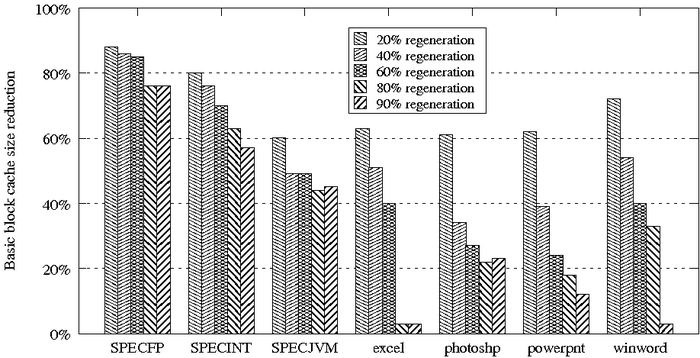 100%
80%
60%
40%
20%
0%
Basic block cache size reduction
20% regeneration
40% regeneration
60% regeneration
80% regeneration
90% regeneration
SPECFP SPECINT SPECJVM excel photoshp powerpnt winword